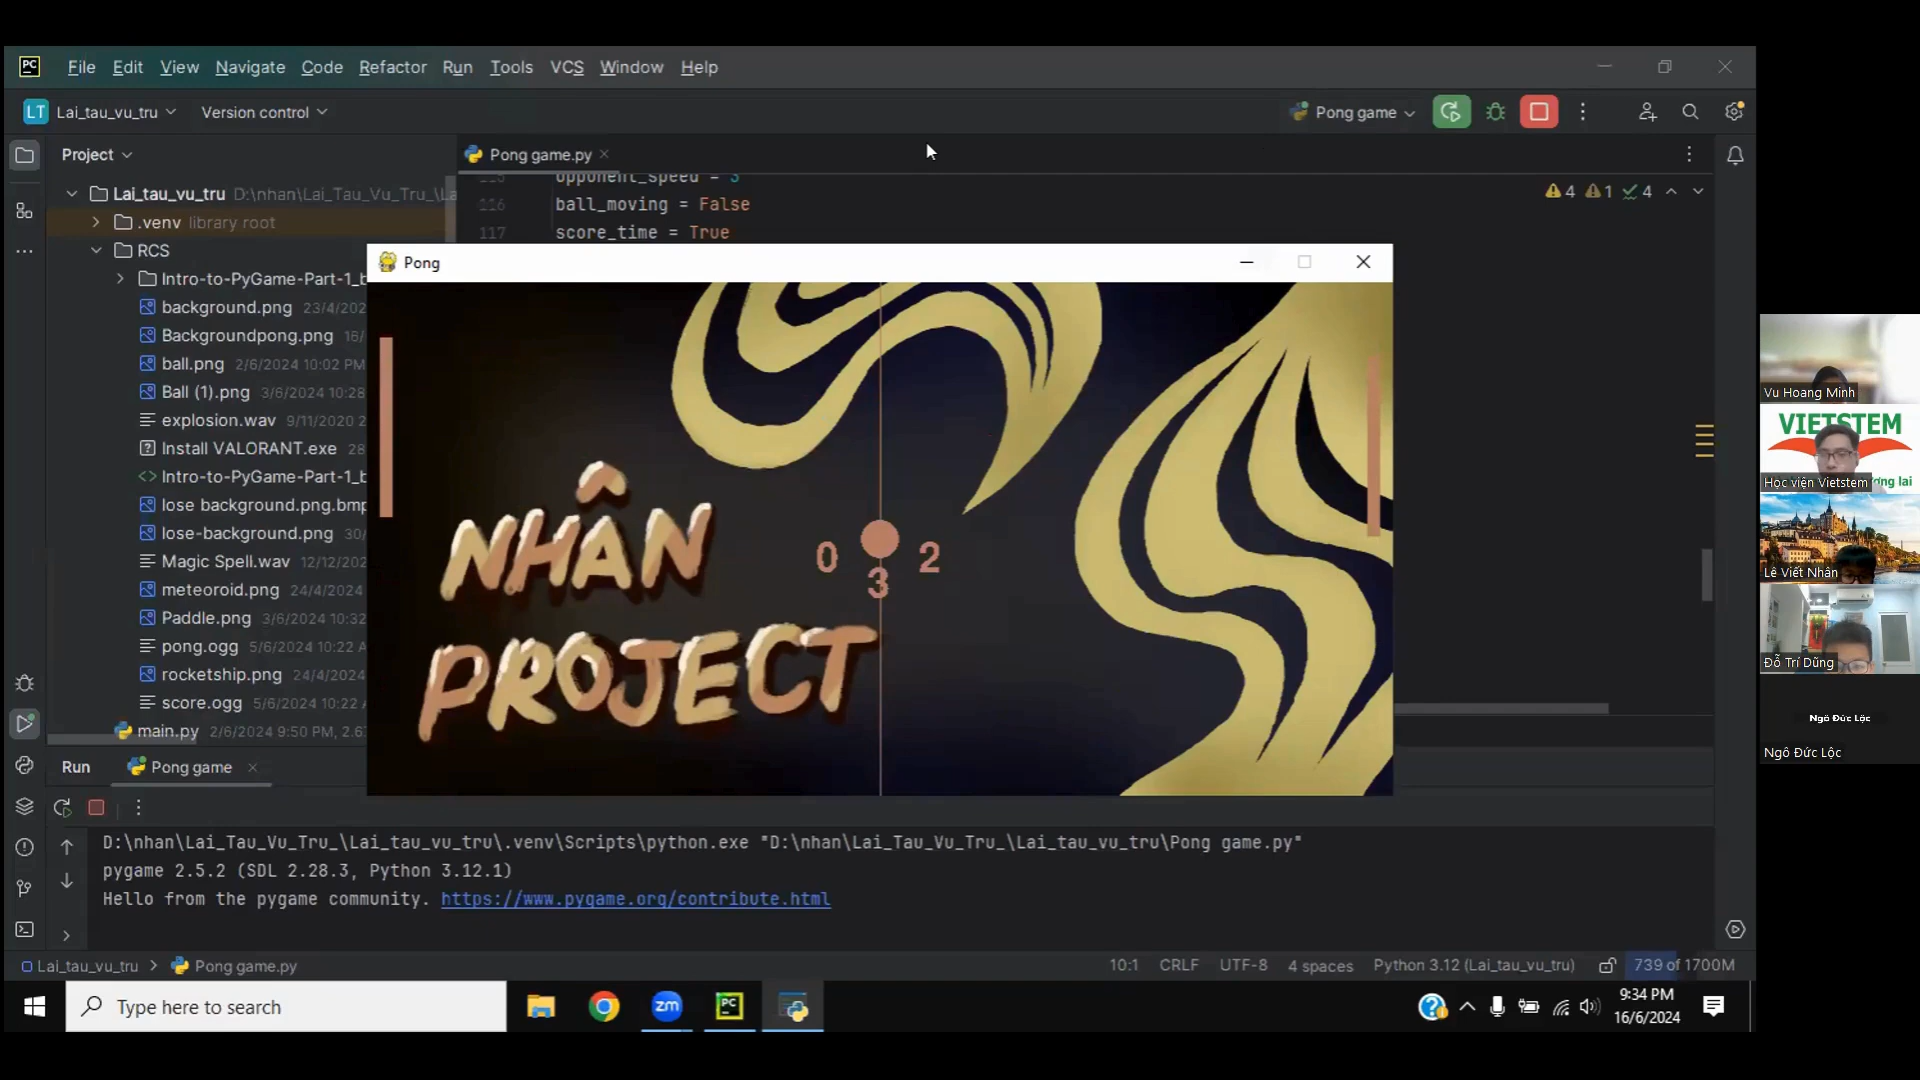 PC File Edit View Navigate Code Refactor Run Tools VCS Window Help
LT Lai_tau_vu_tru Version control Pong game
Project
Pong game.py
Lai_tau_vu_tru D:\nhan\Lai_Tau_Vu_Tru_\La
.venv library root
RCS
Intro-to-PyGame-Part-1_b
background.png 23/4/202
Backgroundpong.png 16/
ball.png 2/6/2024 10:02 PM
Ball (1).png 3/6/2024 10:28
explosion.wav 9/11/2020 2
Install VALORANT.exe 28
Intro-to-PyGame-Part-1_b
lose background.png.bmp
lose-background.png 30/
Magic Spell.wav 12/12/202
meteoroid.png 24/4/2024
Paddle.png 3/6/2024 10:32
pong.ogg 5/6/2024 10:22 A
rocketship.png 24/4/2024
score.ogg 5/6/2024 10:22 A
main.py 2/6/2024 9:50 PM, 2.6
opponent_speed = 3
116 ball_moving = False
117 score_time = True
4 1 4
Pong
NHÂN
PROJECT
0 2
3
Run Pong game
D:\nhan\Lai_Tau_Vu_Tru_\Lai_tau_vu_tru\.venv\Scripts\python.exe "D:\nhan\Lai_Tau_Vu_Tru_\Lai_tau_vu_tru\Pong game.py"
pygame 2.5.2 (SDL 2.28.3, Python 3.12.1)
Hello from the pygame community. https://www.pygame.org/contribute.html
Lai_tau_vu_tru Pong game.py 10:1 CRLF UTF-8 4 spaces Python 3.12 (Lai_tau_vu_tru) 739 of 1700M
Type here to search
zm
PC
9:34 PM
16/6/2024
Vu Hoang Minh
VIETSTEM
Học viện Vietstem ơng lai
Lê Viết Nhân
Đỗ Trí Dũng
Ngô Đức Lộc
Ngô Đức Lộc